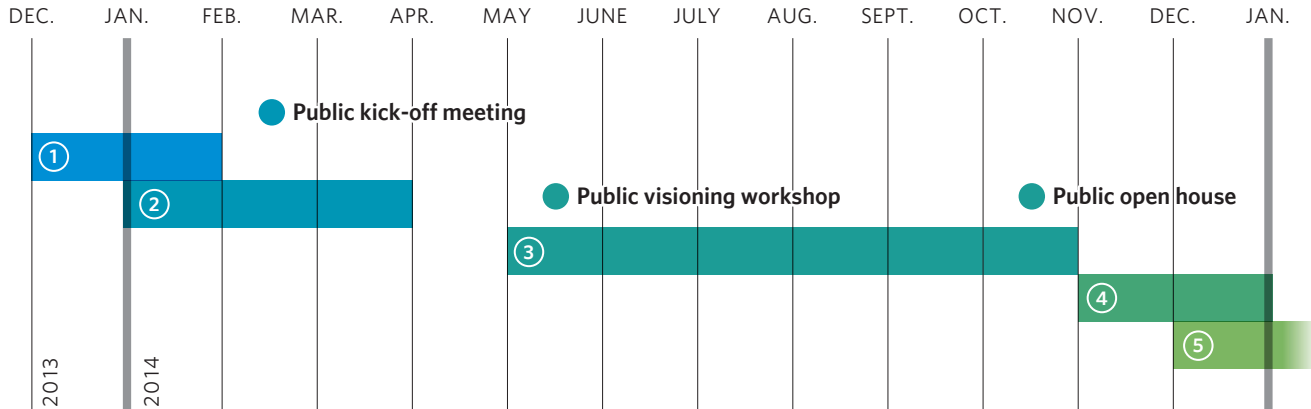 DEC. JAN. FEB. MAR. APR. MAY JUNE JULY AUG. SEPT. OCT. NOV. DEC. JAN.
Public kick-off meeting
1
2
Public visioning workshop
Public open house
3
4
5
2013
2014